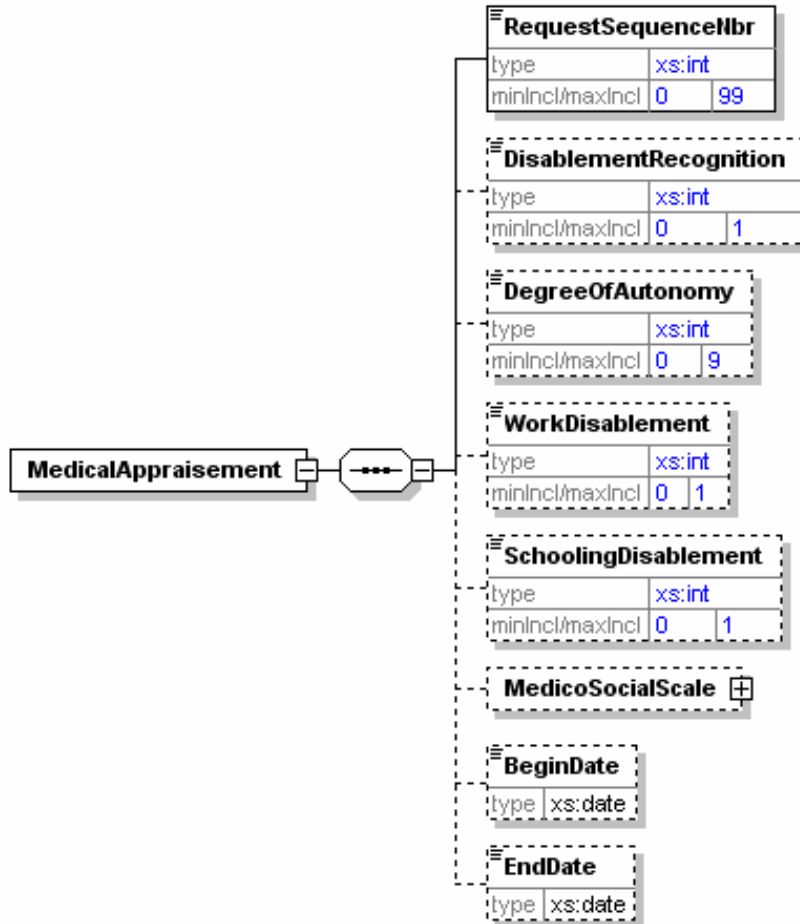 RequestSequenceNbr
type xs:int
minIncl/maxIncl 0 99
DisablementRecognition
type xs:int
minIncl/maxIncl 0 1
DegreeOfAutonomy
type xs:int
minIncl/maxIncl 0 9
WorkDisablement
type xs:int
minIncl/maxIncl 0 1
MedicalAppraisement
SchoolingDisablement
type xs:int
minIncl/maxIncl 0 1
MedicoSocialScale
BeginDate
type xs:date
EndDate
type xs:date